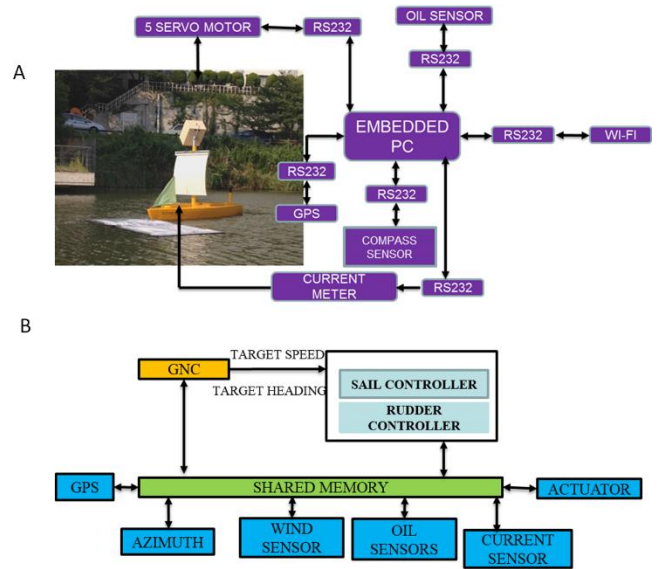 5 SERVO MOTOR
RS232
OIL SENSOR
RS232
A
EMBEDDED
PC
RS232
WI-FI
RS232
GPS
RS232
COMPASS
SENSOR
CURRENT
METER
RS232
B
TARGET SPEED
GNC
TARGET HEADING
SAIL CONTROLLER
RUDDER
CONTROLLER
GPS
SHARED MEMORY
ACTUATOR
AZIMUTH
WIND
SENSOR
OIL
SENSORS
CURRENT
SENSOR